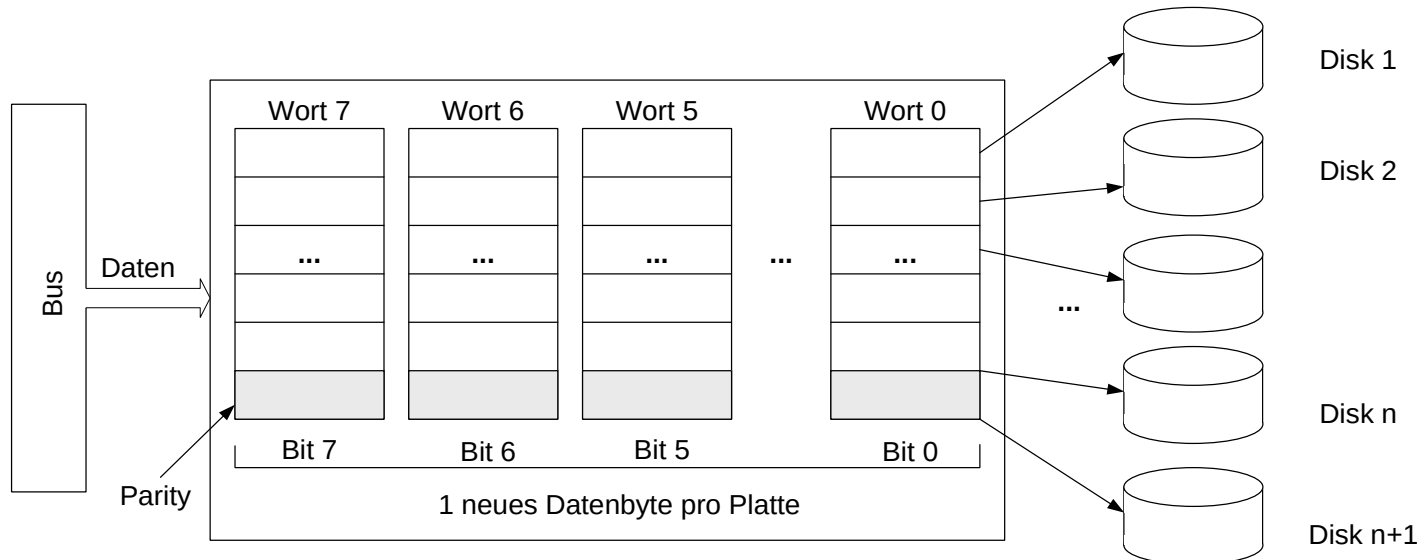 Disk 1
Wort 7 Wort 6 Wort 5 Wort 0
Disk 2
Bus
Daten
... ... ... ... ...
...
Disk n
Bit 7 Bit 6 Bit 5 Bit 0
Parity
1 neues Datenbyte pro Platte
Disk n+1